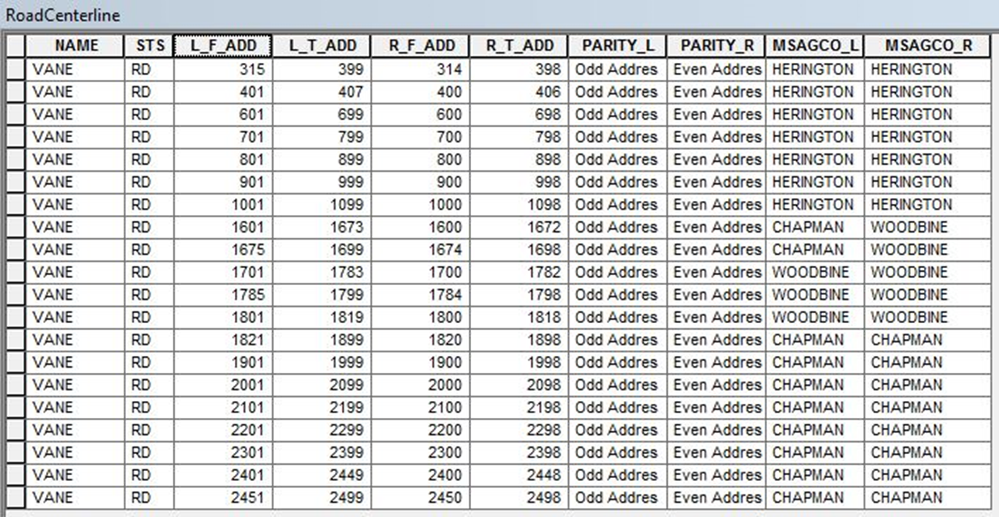 RoadCenterline
NAME STS L_F_ADD L_T_ADD R_F_ADD R_T_ADD PARITY_L PARITY_R MSAGCO_L MSAGCO_R
VANE RD 315 399 314 398 Odd Addres Even Addres HERINGTON HERINGTON
VANE RD 401 407 400 406 Odd Addres Even Addres HERINGTON HERINGTON
VANE RD 601 699 600 698 Odd Addres Even Addres HERINGTON HERINGTON
VANE RD 701 799 700 798 Odd Addres Even Addres HERINGTON HERINGTON
VANE RD 801 899 800 898 Odd Addres Even Addres HERINGTON HERINGTON
VANE RD 901 999 900 998 Odd Addres Even Addres HERINGTON HERINGTON
VANE RD 1001 1099 1000 1098 Odd Addres Even Addres HERINGTON HERINGTON
VANE RD 1601 1673 1600 1672 Odd Addres Even Addres CHAPMAN WOODBINE
VANE RD 1675 1699 1674 1698 Odd Addres Even Addres CHAPMAN WOODBINE
VANE RD 1701 1783 1700 1782 Odd Addres Even Addres WOODBINE WOODBINE
VANE RD 1785 1799 1784 1798 Odd Addres Even Addres WOODBINE WOODBINE
VANE RD 1801 1819 1800 1818 Odd Addres Even Addres WOODBINE WOODBINE
VANE RD 1821 1899 1820 1898 Odd Addres Even Addres CHAPMAN CHAPMAN
VANE RD 1901 1999 1900 1998 Odd Addres Even Addres CHAPMAN CHAPMAN
VANE RD 2001 2099 2000 2098 Odd Addres Even Addres CHAPMAN CHAPMAN
VANE RD 2101 2199 2100 2198 Odd Addres Even Addres CHAPMAN CHAPMAN
VANE RD 2201 2299 2200 2298 Odd Addres Even Addres CHAPMAN CHAPMAN
VANE RD 2301 2399 2300 2398 Odd Addres Even Addres CHAPMAN CHAPMAN
VANE RD 2401 2449 2400 2448 Odd Addres Even Addres CHAPMAN CHAPMAN
VANE RD 2451 2499 2450 2498 Odd Addres Even Addres CHAPMAN CHAPMAN